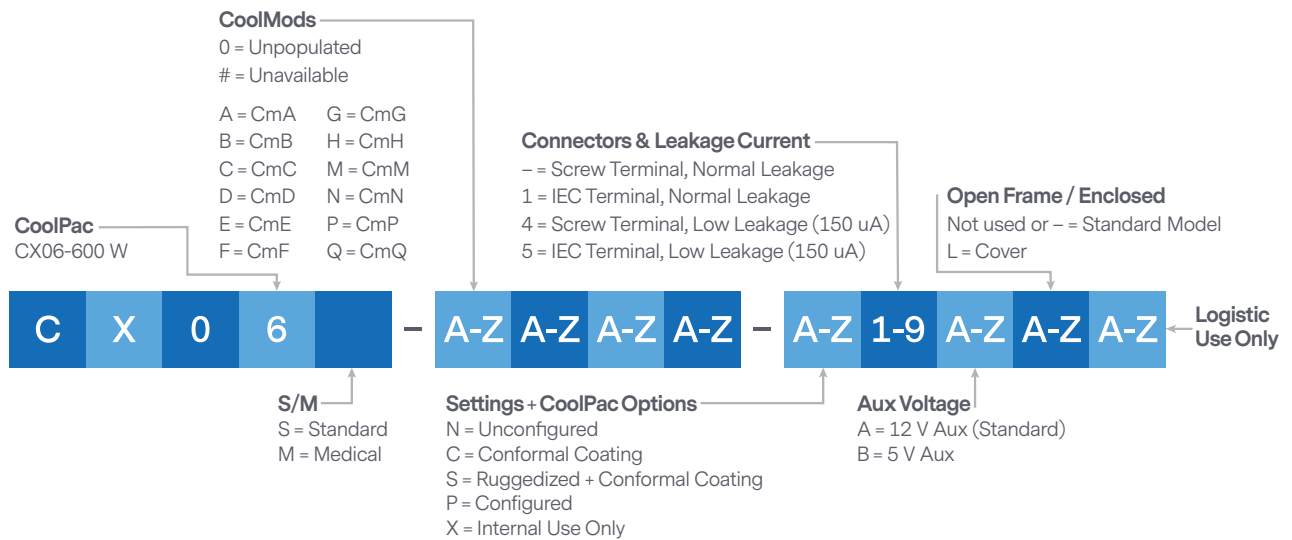 CoolMods
0 = Unpopulated
# = Unavailable
A = CmA G = CmG
B = CmB H = CmH
C = CmC M = CmM
D = CmD N = CmN
E = CmE P = CmP
F = CmF Q = CmQ
Connectors & Leakage Current
– = Screw Terminal, Normal Leakage
1 = IEC Terminal, Normal Leakage
4 = Screw Terminal, Low Leakage (150 uA)
5 = IEC Terminal, Low Leakage (150 uA)
Open Frame / Enclosed
Not used or – = Standard Model
L = Cover
CoolPac
CX06-600 W
C X 0 6 – A-Z A-Z A-Z A-Z – A-Z 1-9 A-Z A-Z A-Z
Logistic
Use Only
S/M
S = Standard
M = Medical
Settings + CoolPac Options
N = Unconfigured
C = Conformal Coating
S = Ruggedized + Conformal Coating
P = Configured
X = Internal Use Only
Aux Voltage
A = 12 V Aux (Standard)
B = 5 V Aux